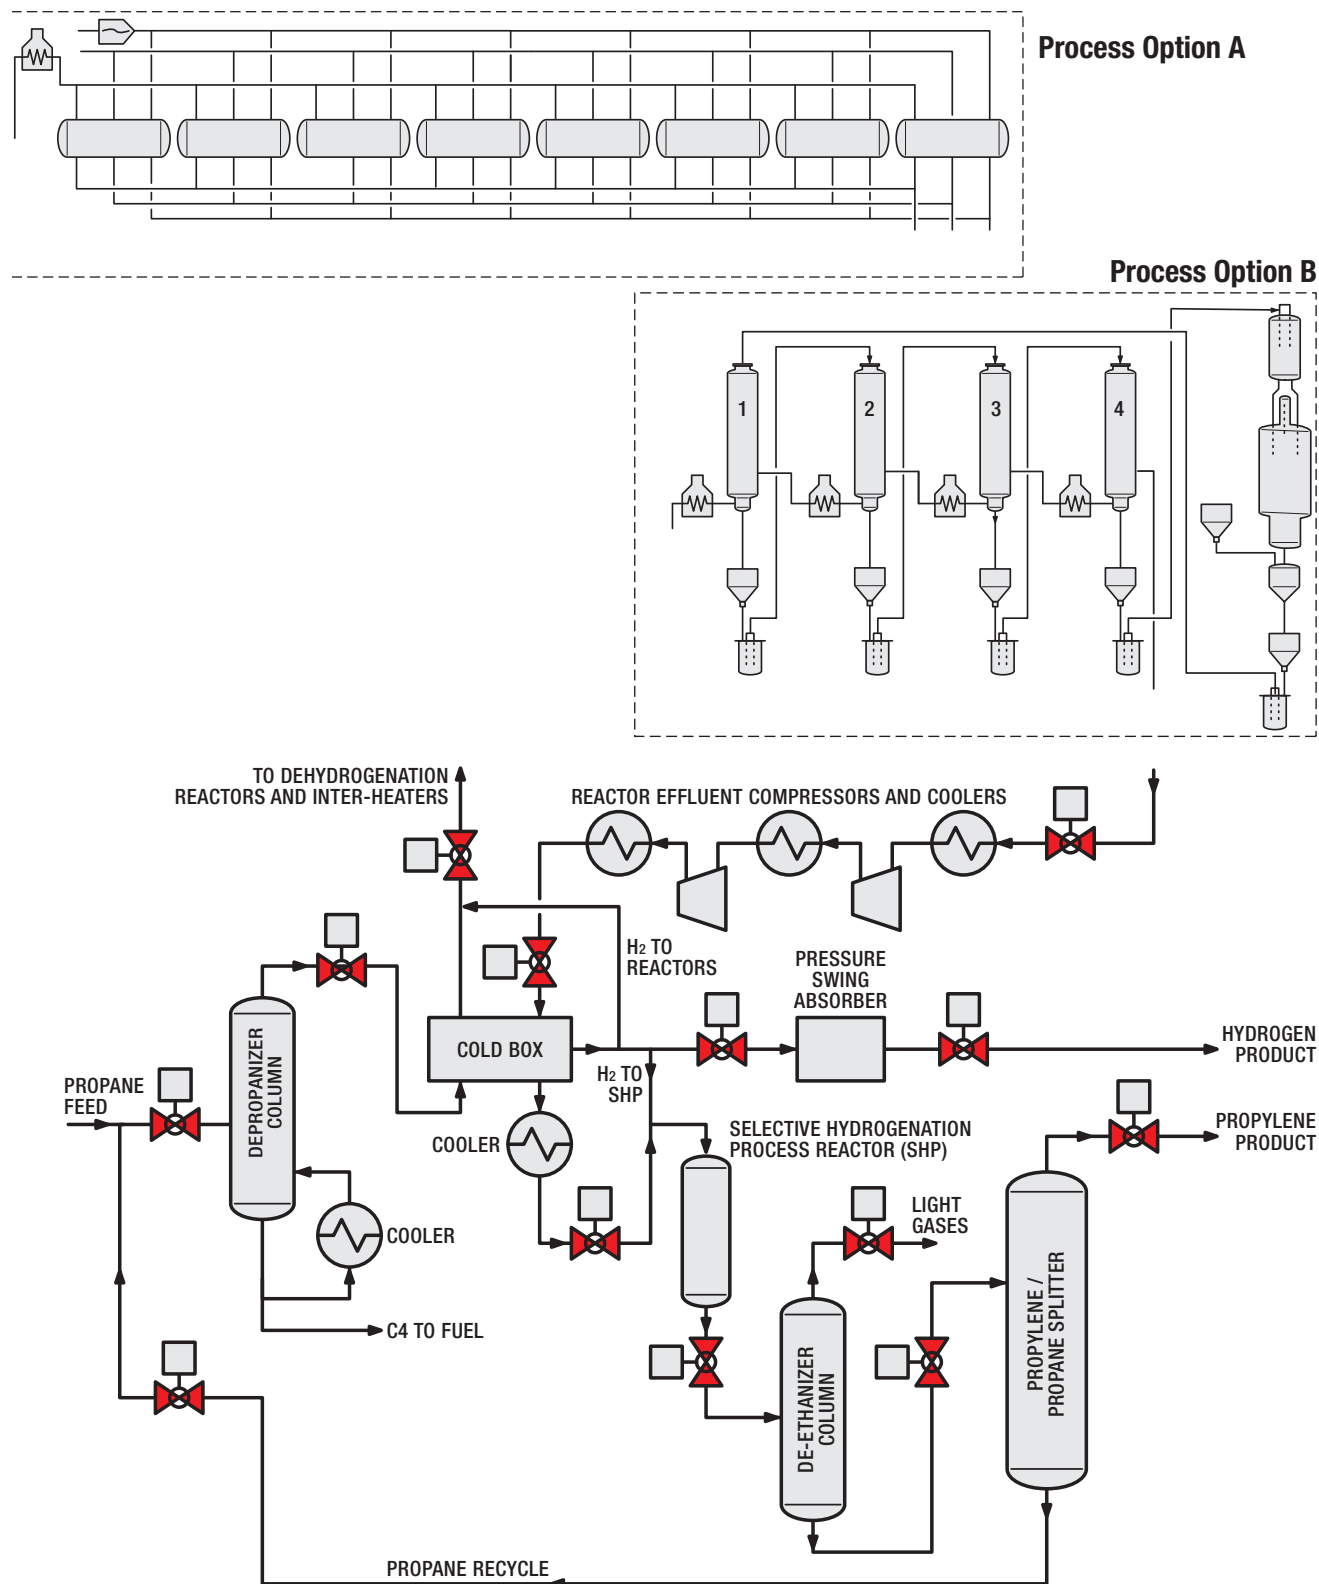 Process Option A
Process Option B
1
2
3
4
TO DEHYDROGENATION
REACTORS AND INTER-HEATERS
REACTOR EFFLUENT COMPRESSORS AND COOLERS
H2 TO
REACTORS
PRESSURE
SWING
ABSORBER
COLD BOX
HYDROGEN
PRODUCT
H2 TO
SHP
PROPANE
FEED
DEPROPANIZER
COLUMN
COOLER
SELECTIVE HYDROGENATION
PROCESS REACTOR (SHP)
PROPYLENE
PRODUCT
LIGHT
GASES
COOLER
C4 TO FUEL
DE-ETHANIZER
COLUMN
PROPYLENE /
PROPANE SPLITTER
PROPANE RECYCLE